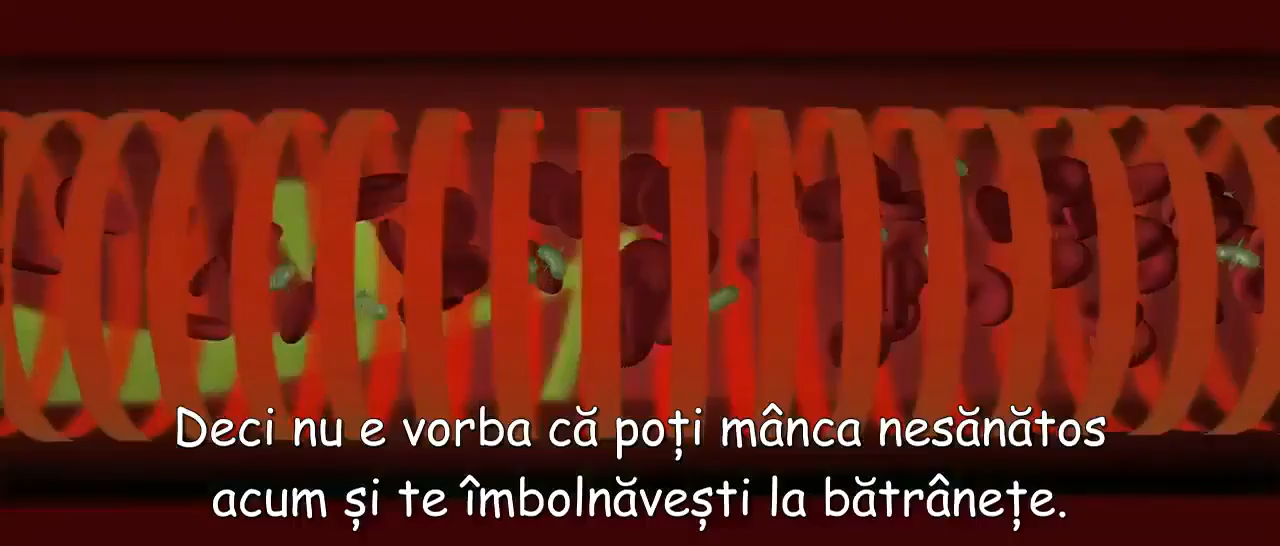 Deci nu e vorba că poți mânca nesănătos
acum și te îmbolnăvești la bătrânețe.